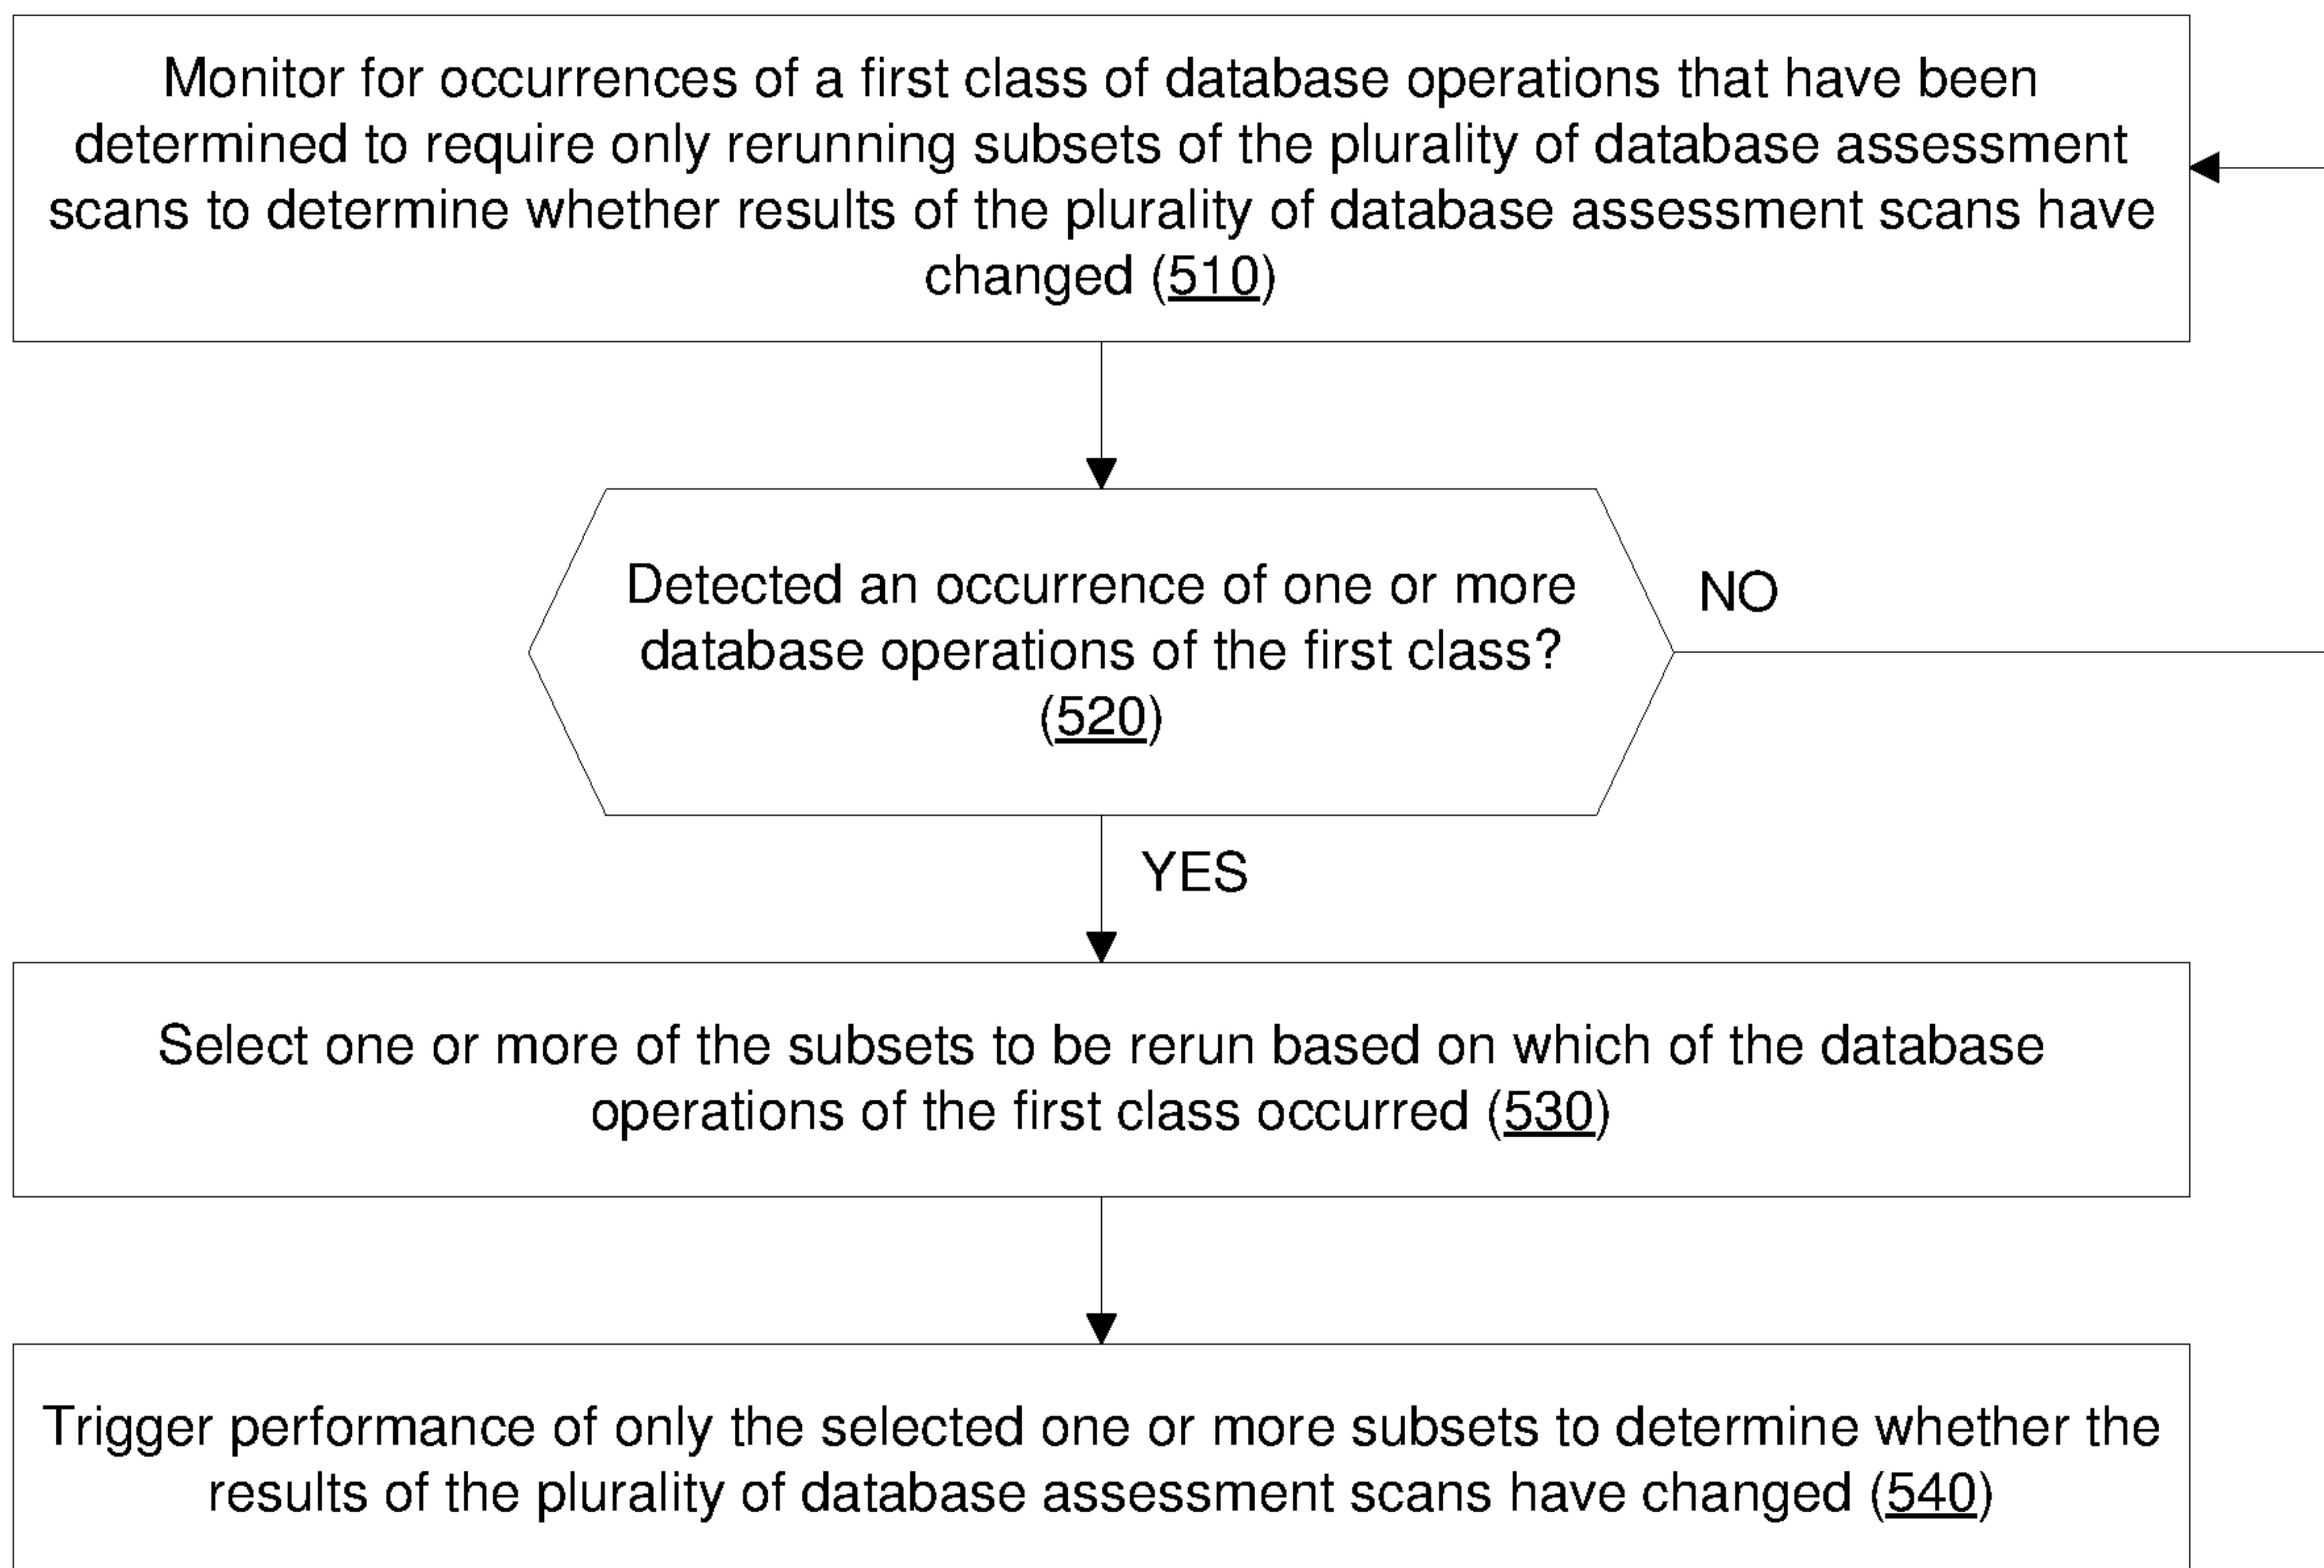 Monitor for occurrences of a first class of database operations that have been
determined to require only rerunning subsets of the plurality of database assessment
scans to determine whether results of the plurality of database assessment scans have
changed (510)
Detected an occurrence of one or more
database operations of the first class?
(520)
NO
YES
Select one or more of the subsets to be rerun based on which of the database
operations of the first class occurred (530)
Trigger performance of only the selected one or more subsets to determine whether the
results of the plurality of database assessment scans have changed (540)